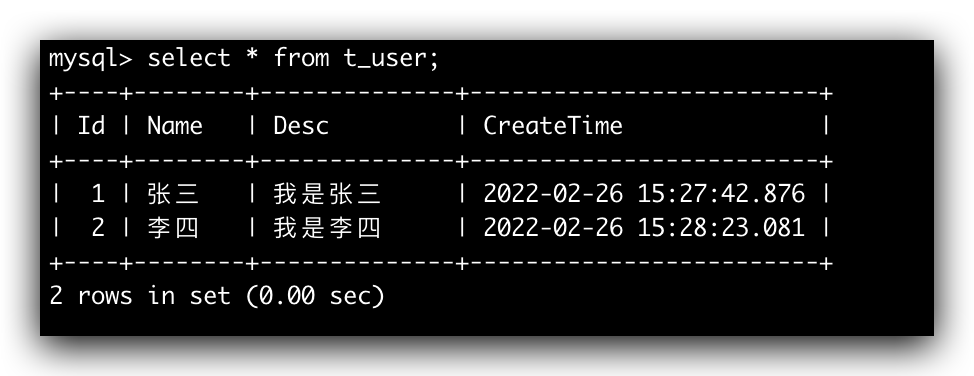 mysql> select * from t_user;
+----+--------+--------------+-------------------------+
| Id | Name   | Desc         | CreateTime              |
+----+--------+--------------+-------------------------+
|  1 | 张三   | 我是张三     | 2022-02-26 15:27:42.876 |
|  2 | 李四   | 我是李四     | 2022-02-26 15:28:23.081 |
+----+--------+--------------+-------------------------+
2 rows in set (0.00 sec)